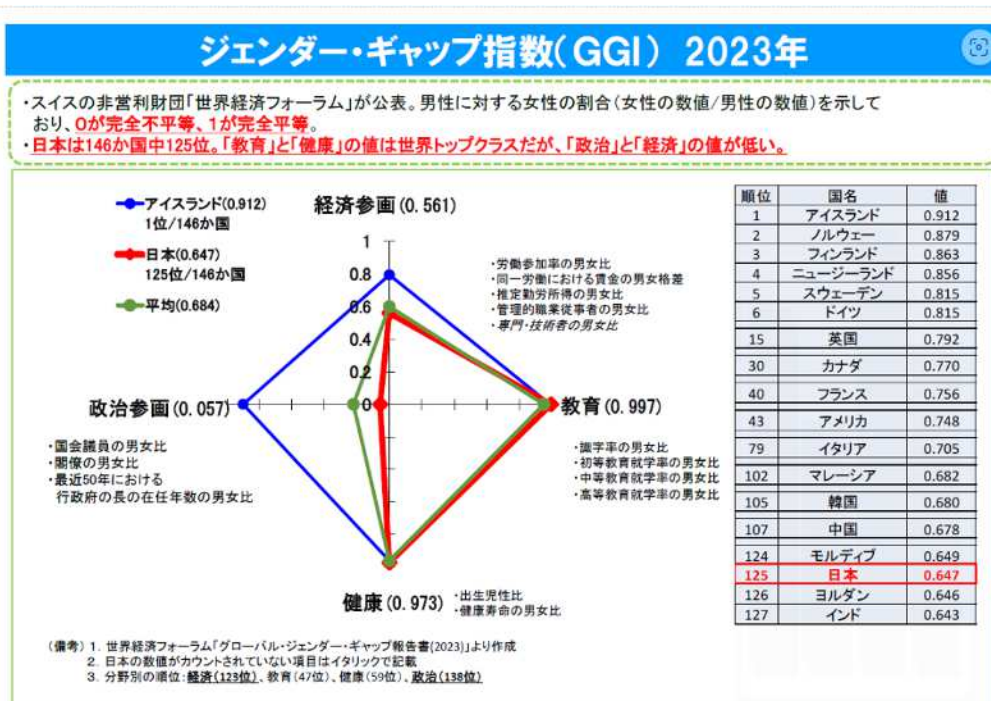 ジェンダー・ギャップ指数(GGI) 2023年
・スイスの非営利財団「世界経済フォーラム」が公表。男性に対する女性の割合(女性の数値/男性の数値)を示して
おり、0が完全不平等、1が完全平等。
・日本は146か国中125位。「教育」と「健康」の値は世界トップクラスだが、「政治」と「経済」の値が低い。
アイスランド(0.912)
1位/146か国
日本(0.647)
125位/146か国
平均(0.684)
経済参画(0.561)
1
0.8
0.6
0.4
0.2
0
・労働参加率の男女比
・同一労働における賃金の男女格差
・推定勤労所得の男女比
・管理的職業従事者の男女比
・専門・技術者の男女比
政治参画(0.057)
・国会議員の男女比
・閣僚の男女比
・最近50年における
行政府の長の在任年数の男女比
教育(0.997)
・識字率の男女比
・初等教育就学率の男女比
・中等教育就学率の男女比
・高等教育就学率の男女比
健康(0.973)
・出生児性比
・健康寿命の男女比
順位 国名 値
1 アイスランド 0.912
2 ノルウェー 0.879
3 フィンランド 0.863
4 ニュージーランド 0.856
5 スウェーデン 0.815
6 ドイツ 0.815
15 英国 0.792
30 カナダ 0.770
40 フランス 0.756
43 アメリカ 0.748
79 イタリア 0.705
102 マレーシア 0.682
105 韓国 0.680
107 中国 0.678
124 モルディブ 0.649
125 日本 0.647
126 ヨルダン 0.646
127 インド 0.643
(備考) 1. 世界経済フォーラム「グローバル・ジェンダー・ギャップ報告書(2023)」より作成
2. 日本の数値がカウントされていない項目はイタリックで記載
3. 分野別の順位:経済(123位)、教育(47位)、健康(59位)、政治(138位)